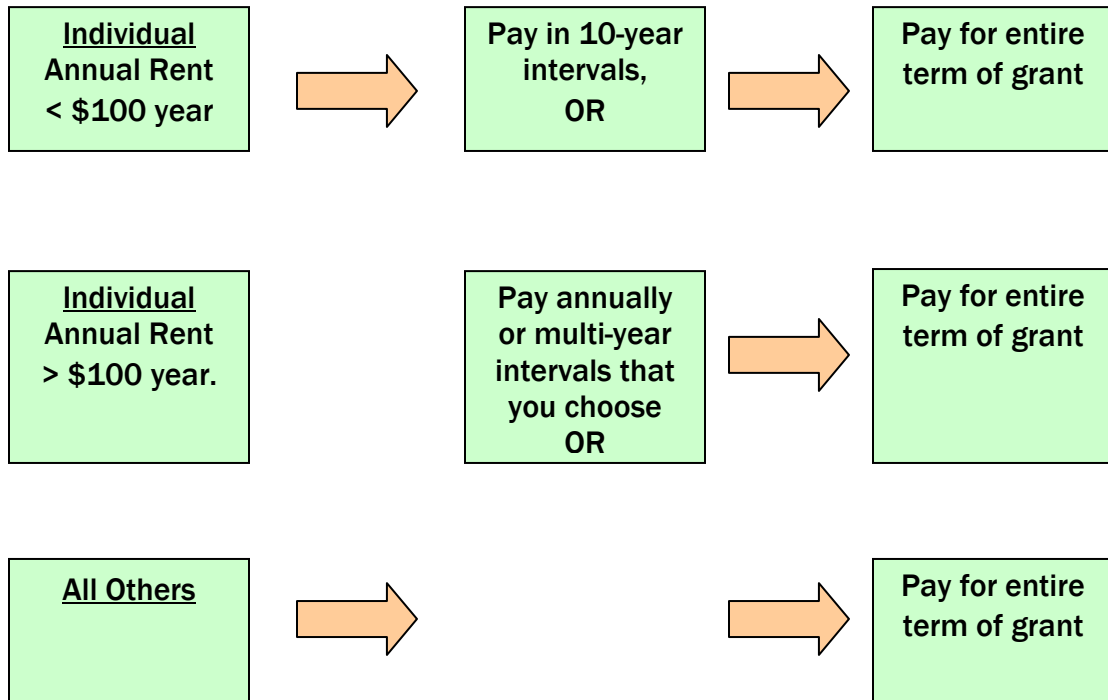 Individual
Annual Rent
< $100 year
Pay in 10-year
intervals,
OR
Pay for entire
term of grant
Individual
Annual Rent
> $100 year.
Pay annually
or multi-year
intervals that
you choose
OR
Pay for entire
term of grant
All Others
Pay for entire
term of grant